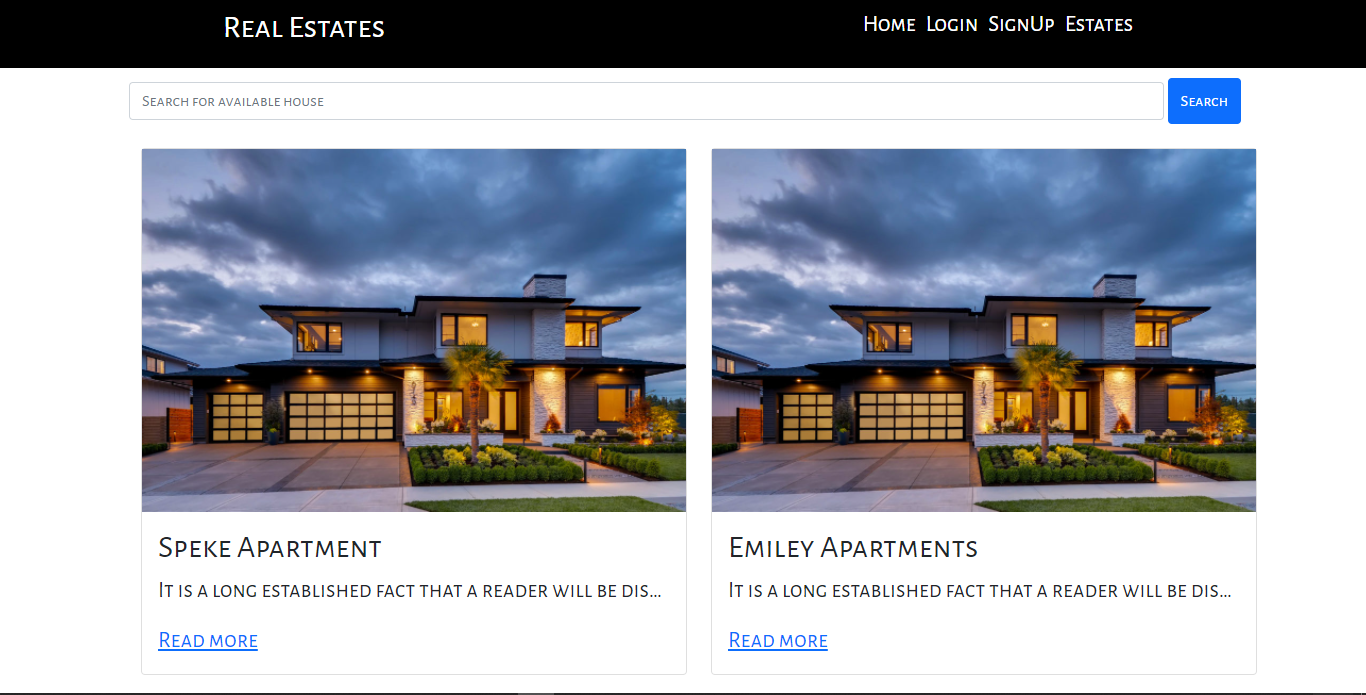 Real Estates
Home Login SignUp Estates
Search for available house
Search
Speke Apartment
It is a long established fact that a reader will be dis...
Read more
Emiley Apartments
It is a long established fact that a reader will be dis...
Read more